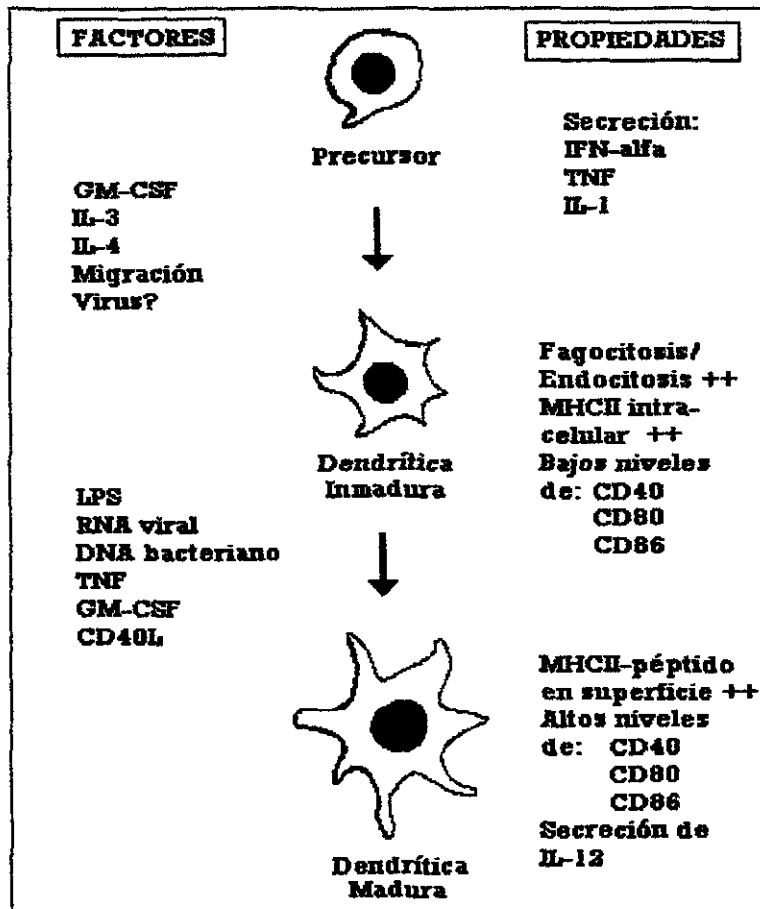 FACTORES
PROPIEDADES
Precursor
Secreción:
IFN-alfa
TNF
IL-1
GM-CSF
IL-3
IL-4
Migración
Virus?
Dendrítica
Inmadura
Fagocitosis/
Endocitosis ++
MHCII intra-
celular ++
Bajos niveles
de: CD40
CD80
CD86
LPS
RNA viral
DNA bacteriano
TNF
GM-CSF
CD40L
Dendrítica
Madura
MHCII-péptido
en superficie ++
Altos niveles
de: CD40
CD80
CD86
Secreción de
IL-12